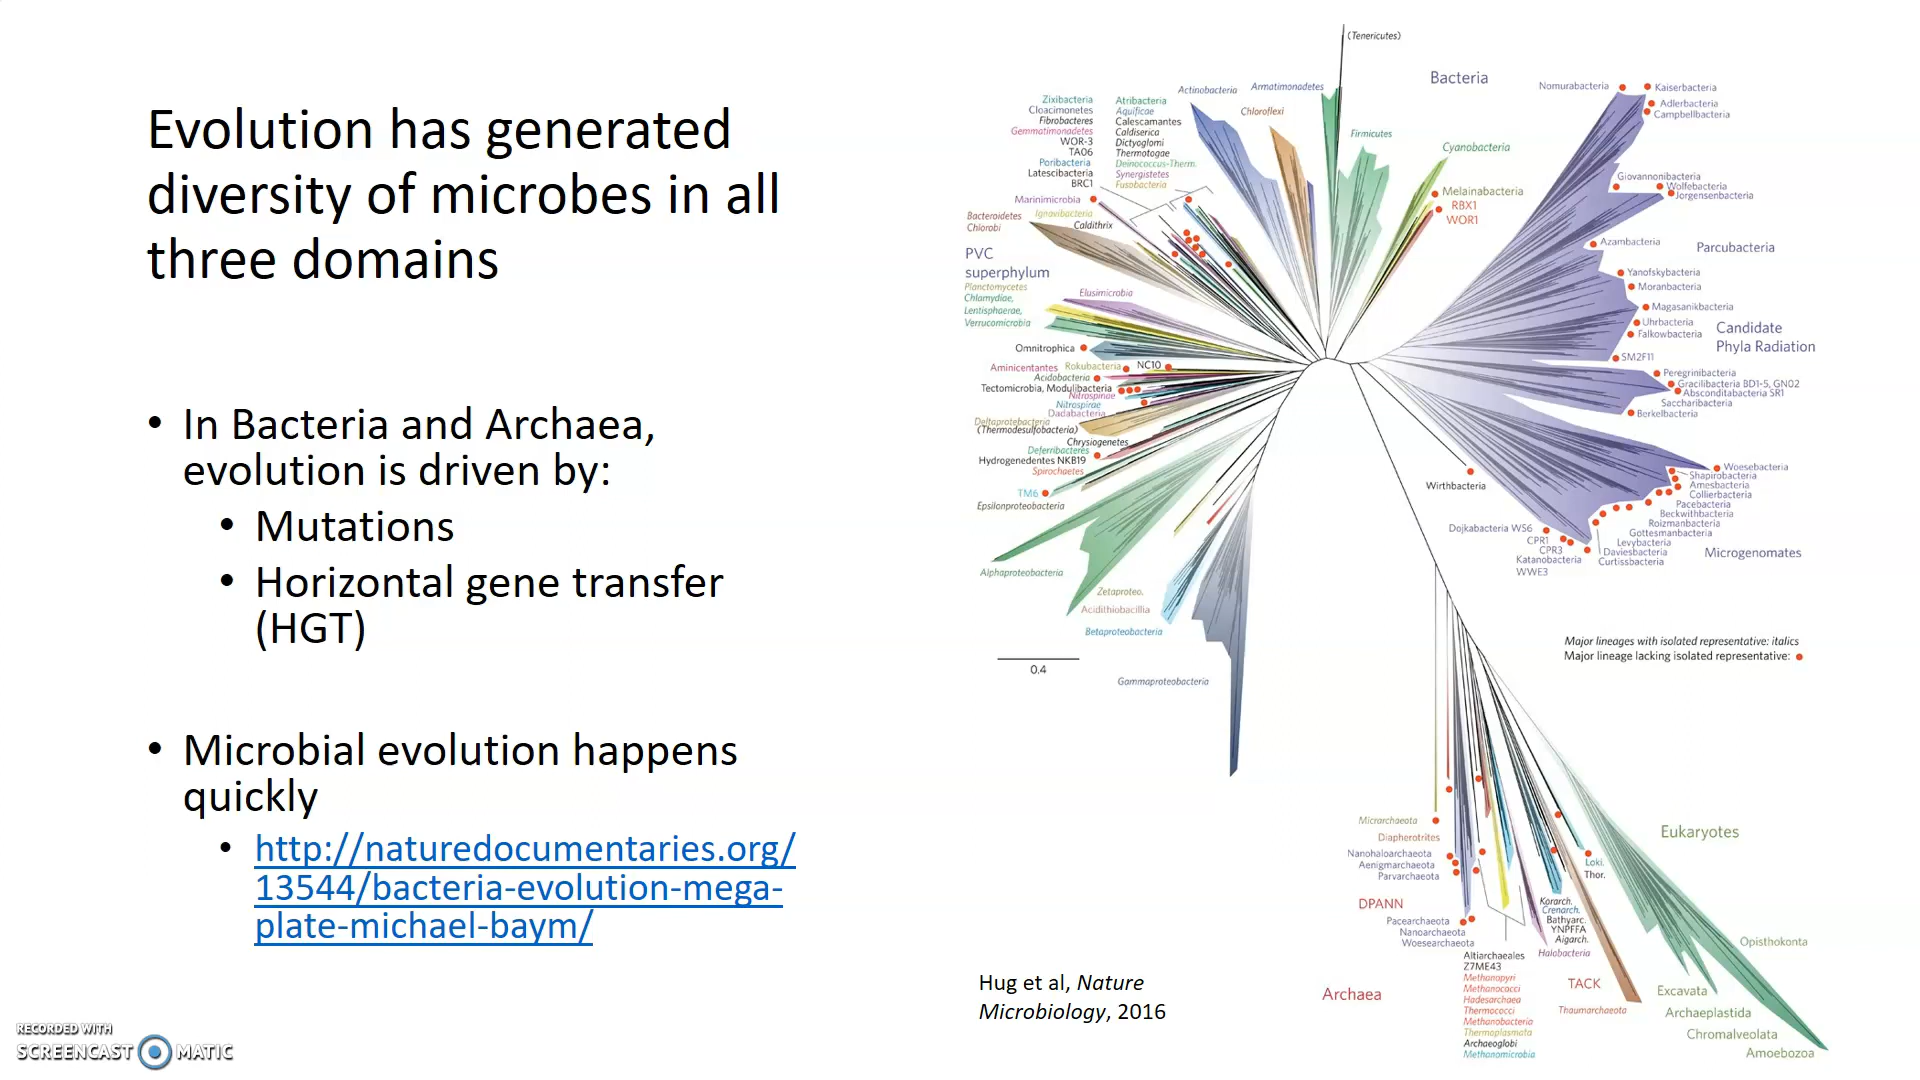 Evolution has generated
diversity of microbes in all
three domains
• In Bacteria and Archaea,
evolution is driven by:
• Mutations
• Horizontal gene transfer
(HGT)
• Microbial evolution happens
quickly
• http://naturedocumentaries.org/
13544/bacteria-evolution-mega-
plate-michael-baym/
(Tenericutes)
Bacteria
Actinobacteria
Armatimonadetes
Chloroflexi
Firmicutes
Cyanobacteria
Melainabacteria
RBX1
WOR1
Zixibacteria
Cloacimonetes
Fibrobacteres
Gemmatimonadetes
WOR-3
TA06
Poribacteria
Latescibacteria
BRC1
Atribacteria
Aquificae
Calescamantes
Caldiserica
Dictyoglomi
Thermotogae
Deinococcus-Therm.
Synergistetes
Fusobacteria
Marinimicrobia
Bacteroidetes
Chlorobi
Ignavibacteria
Caldithrix
PVC
superphylum
Planctomycetes
Chlamydiae,
Lentisphaerae,
Verrucomicrobia
Elusimicrobia
Omnitrophica
Aminicentantes
Rokubacteria
NC10
Acidobacteria
Tectomicrobia, Modulibacteria
Nitrospinae
Nitrospirae
Dadabacteria
Deltaprotebacteria
(Thermodesulfobacteria)
Chrysiogenetes
Deferribacteres
Hydrogenedentes NKB19
Spirochaetes
TM6
Epsilonproteobacteria
Alphaproteobacteria
Zetaproteo.
Acidithiobacillia
Betaproteobacteria
Gammaproteobacteria
0.4
Nomurabacteria
Kaiserbacteria
Adlerbacteria
Campbellbacteria
Giovannonibacteria
Wolfebacteria
Jorgensenbacteria
Azambacteria
Parcubacteria
Yanofskybacteria
Moranbacteria
Magasanikbacteria
Uhrbacteria
Falkowbacteria
Candidate
Phyla Radiation
SM2F11
Peregrinibacteria
Gracilibacteria BD1-5, GN02
Absconditabacteria SR1
Saccharibacteria
Berkelbacteria
Woesebacteria
Shapirobacteria
Amesbacteria
Collierbacteria
Pacebacteria
Beckwithbacteria
Roizmanbacteria
Gottesmanbacteria
Levybacteria
Daviesbacteria
Curtissbacteria
Microgenomates
Wirthbacteria
Dojkabacteria WS6
CPR1
CPR3
Katanobacteria
WWE3
Major lineages with isolated representative: italics
Major lineage lacking isolated representative:
Micrarchaeota
Diapherotrites
Nanohaloarchaeota
Aenigmarchaeota
Parvarchaeota
DPANN
Pacearchaeota
Nanoarchaeota
Woesearchaeota
Archaea
Altiarchaeales
Z7ME43
Methanopyri
Methanococci
Hadesarchaea
Thermococci
Methanobacteria
Thermoplasmata
Archaeoglobi
Methanomicrobia
Halobacteria
Loki.
Thor.
Korarch.
Crenarch.
Bathyarc.
YNPFFA
Aigarch.
TACK
Thaumarchaeota
Eukaryotes
Opisthokonta
Excavata
Archaeplastida
Chromalveolata
Amoebozoa
Hug et al, Nature
Microbiology, 2016
RECORDED WITH
SCREENCAST MATIC